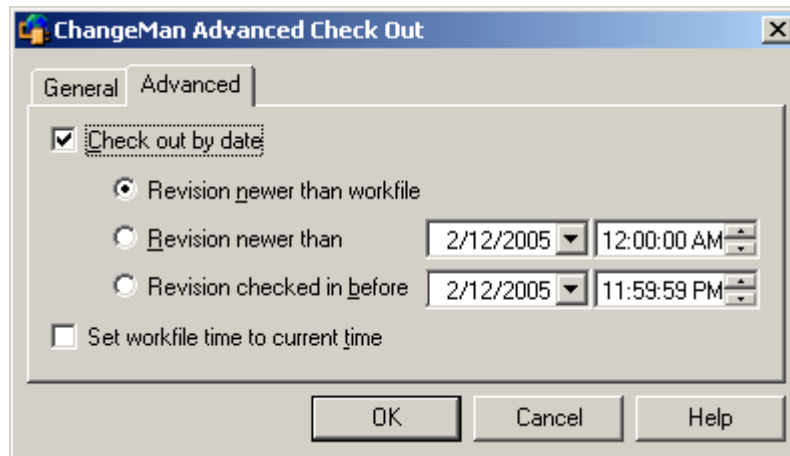 ChangeMan Advanced Check Out
General Advanced
Check out by date
Revision newer than workfile
Revision newer than 2/12/2005 12:00:00 AM
Revision checked in before 2/12/2005 11:59:59 PM
Set workfile time to current time
OK Cancel Help